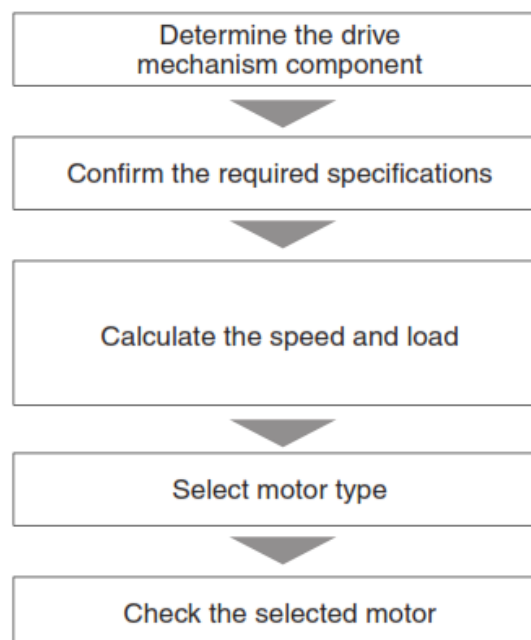 Determine the drive
mechanism component
Confirm the required specifications
Calculate the speed and load
Select motor type
Check the selected motor